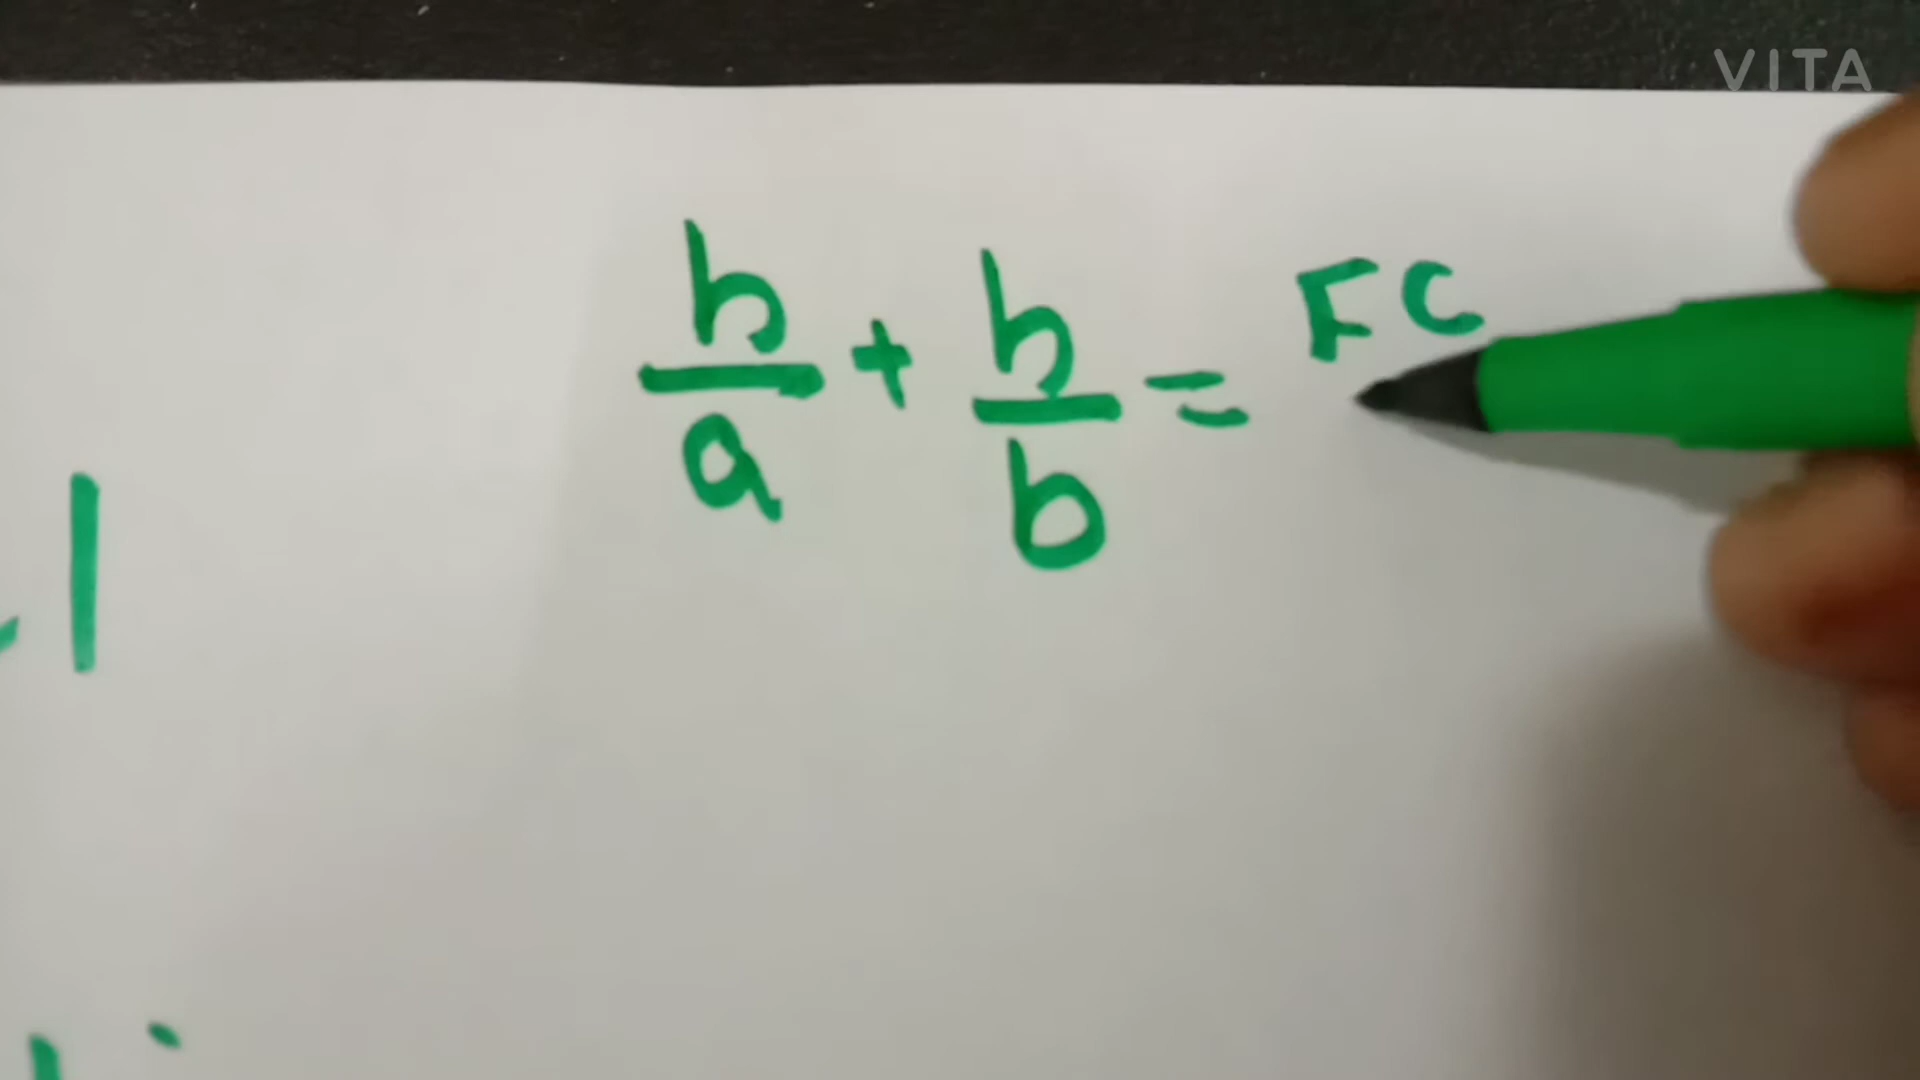 VITA
h/a + h/b = FC
l